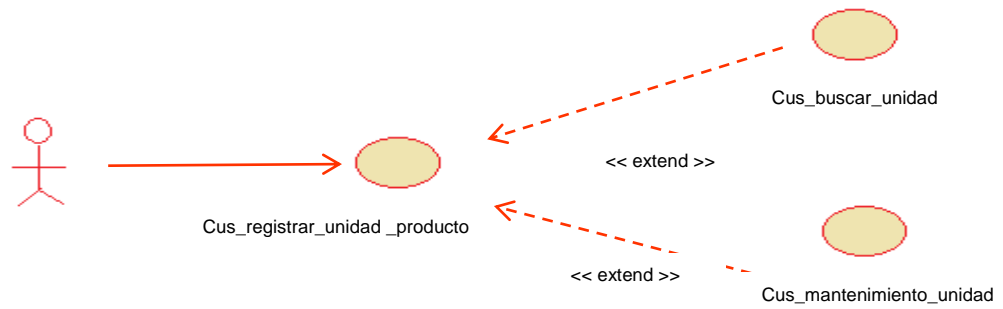 Cus_buscar_unidad
<< extend >>
Cus_registrar_unidad _producto
<< extend >>
Cus_mantenimiento_unidad